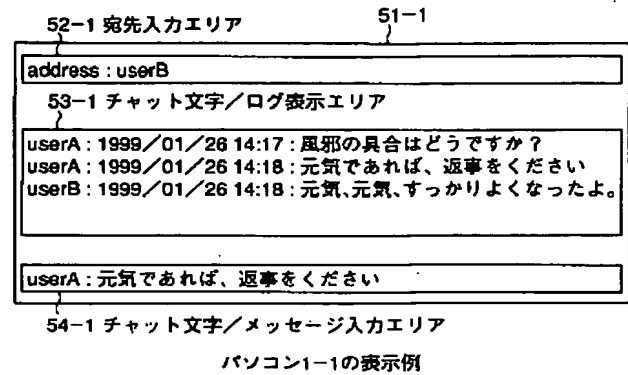 52-1 宛先入力エリア
51-1
address : userB
53-1 チャット文字／ログ表示エリア
userA : 1999／01／26 14:17 : 風邪の具合はどうですか？
userA : 1999／01／26 14:18 : 元気であれば、返事をください
userB : 1999／01／26 14:18 : 元気、元気、すっかりよくなったよ。
userA : 元気であれば、返事をください
54-1 チャット文字／メッセージ入力エリア
パソコン1-1の表示例